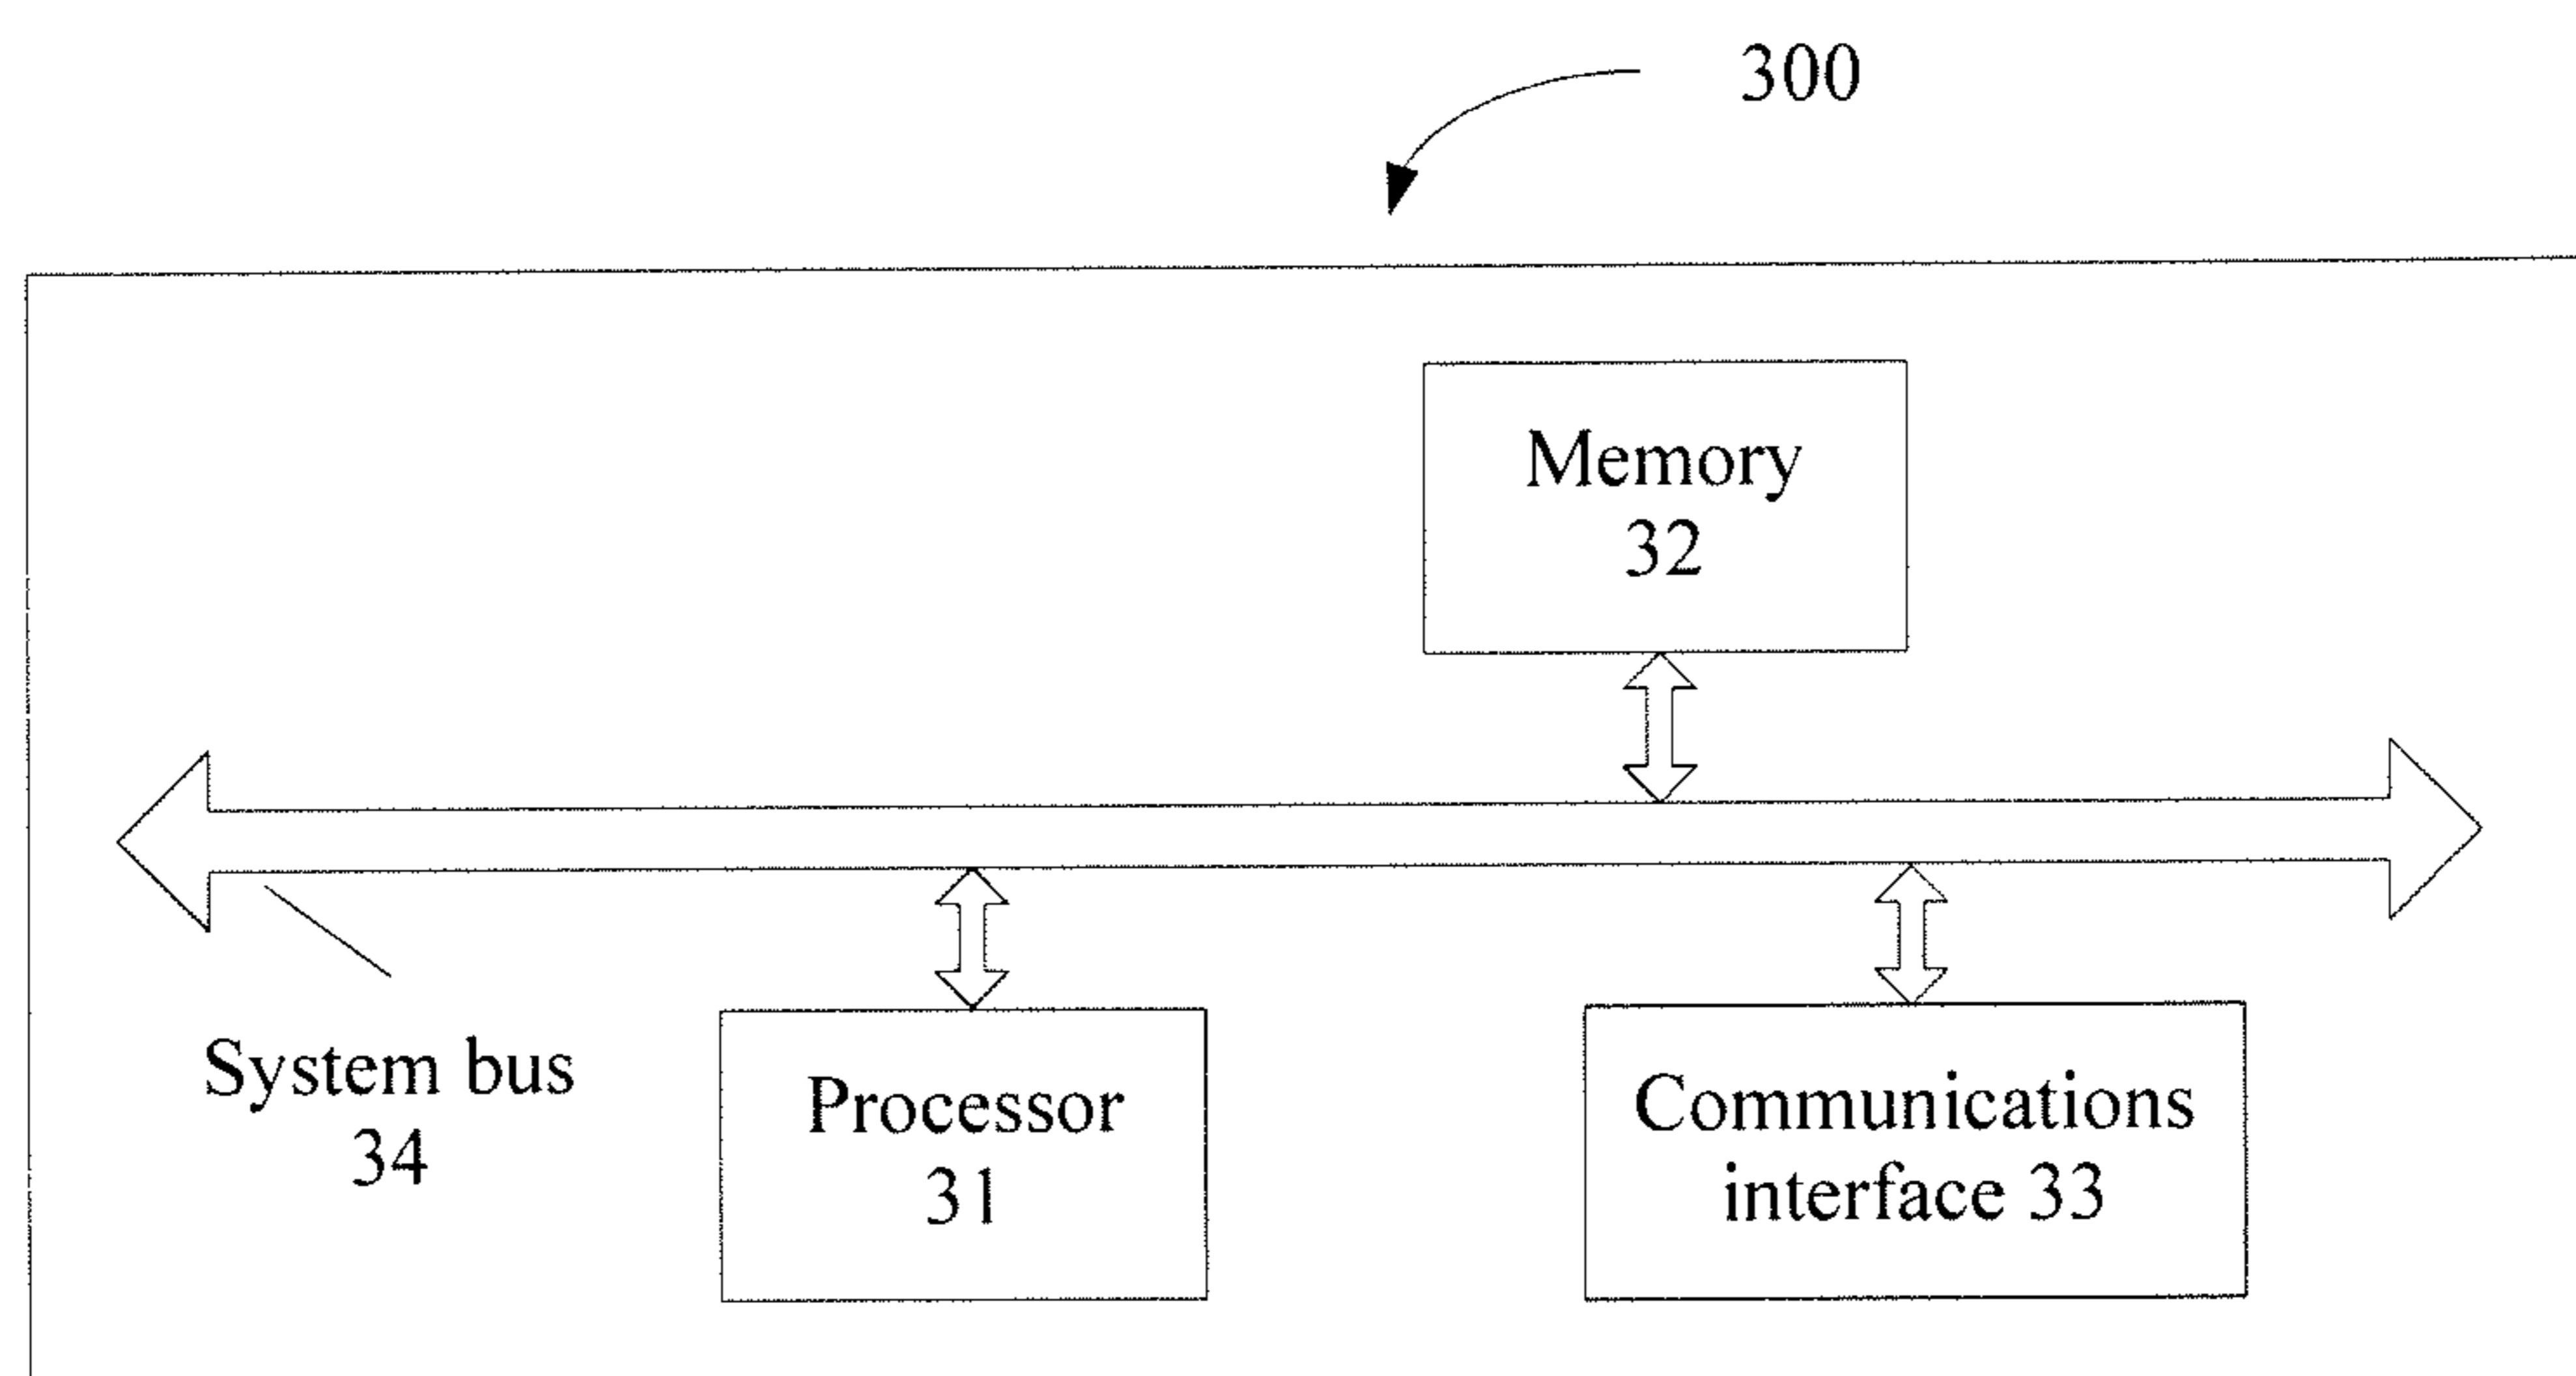 300
Memory
32
System bus
34
Processor
31
Communications
interface 33